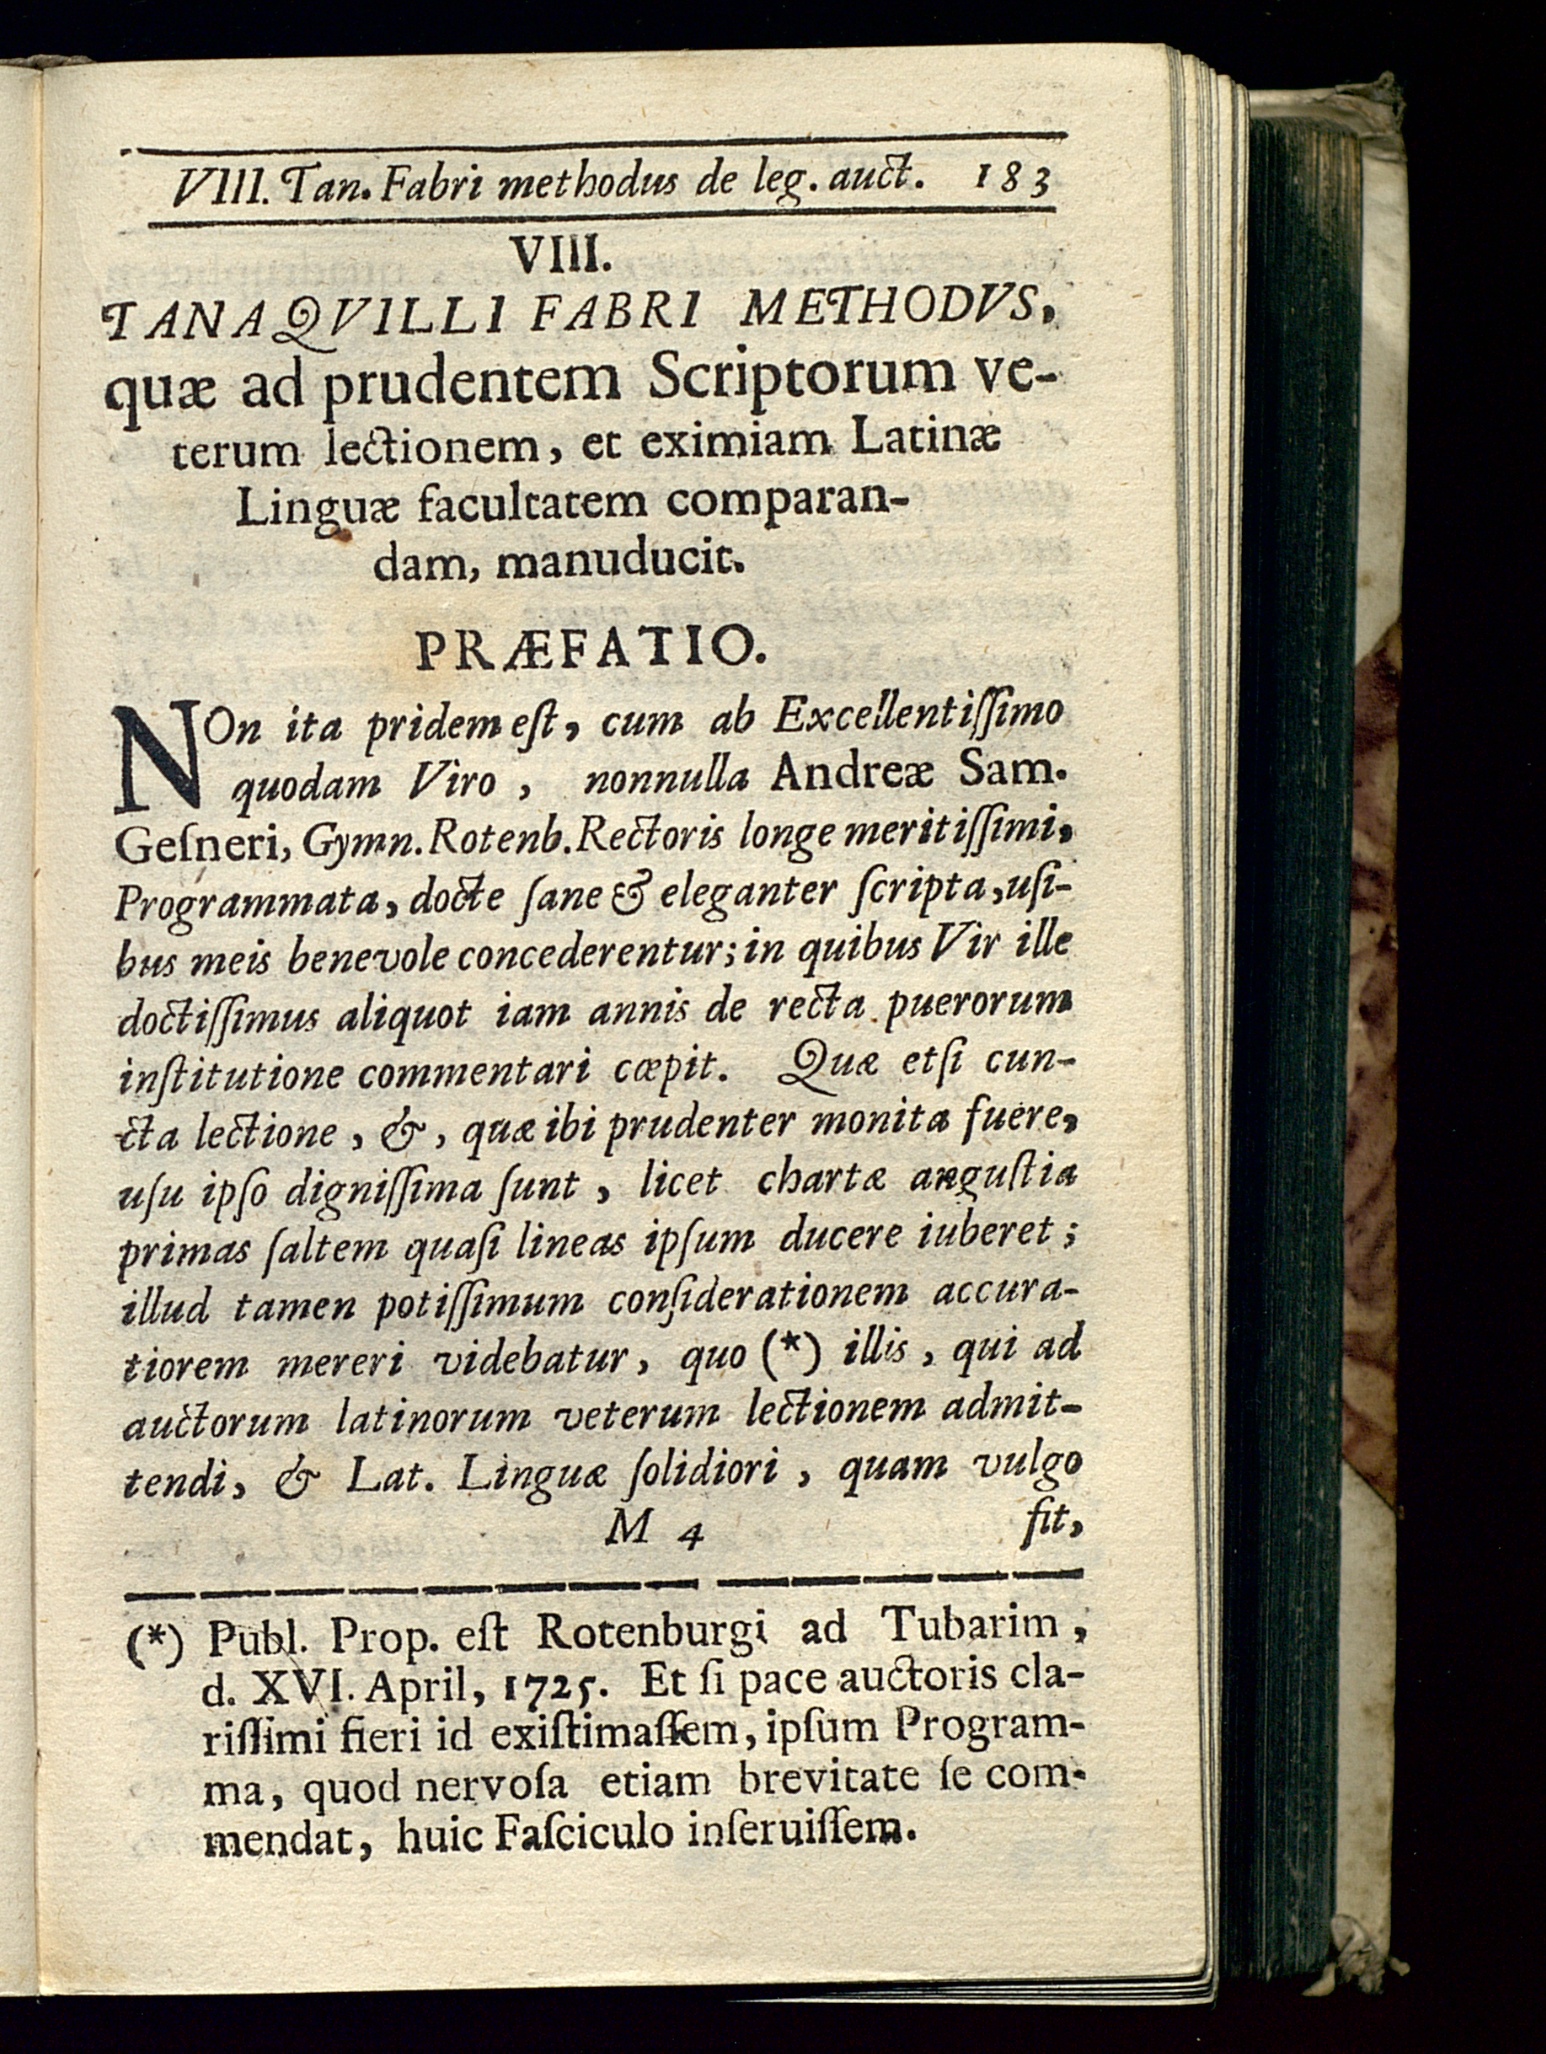 VIII. Tan. Fabri methodus de leg. auct. 183
VIII.
TANAQVILLI FABRI METHODVS,
quæ ad prudentem Scriptorum ve-
terum lectionem, et eximiam Latinæ
Linguæ facultatem comparan-
dam, manuducit.
PRÆFATIO.
NOn ita pridem eſt, cum ab Excellentiſſimo
quodam Viro, nonnulla Andreæ Sam.
Geſneri, Gymn. Rotenb. Rectoris longe meritiſſimi,
Programmata, docte ſane & eleganter ſcripta, uſi-
bus meis benevole concederentur; in quibus Vir ille
doctiſſimus aliquot iam annis de recta puerorum
inſtitutione commentari cœpit. Quæ etſi cun-
cta lectione, &, quæ ibi prudenter monita fuere,
uſu ipſo digniſſima ſunt, licet chartæ anguſtia
primas ſaltem quaſi lineas ipſum ducere iuberet;
illud tamen potiſſimum conſiderationem accura-
tiorem mereri videbatur, quo (*) illis, qui ad
auctorum latinorum veterum lectionem admit-
tendi, & Lat. Linguæ ſolidiori, quam vulgo
M 4 fit,
(*) Publ. Prop. eſt Rotenburgi ad Tubarim,
d. XVI. April, 1725. Et ſi pace auctoris cla-
riſſimi fieri id exiſtimaſſem, ipſum Program-
ma, quod nervoſa etiam brevitate ſe com-
mendat, huic Faſciculo inſeruiſſem.